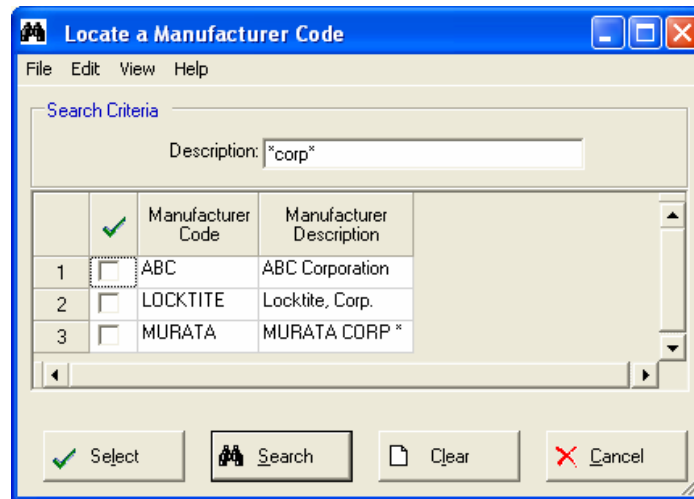 Locate a Manufacturer Code
File Edit View Help
Search Criteria
Description: *corp*
Manufacturer Code Manufacturer Description
1 ABC ABC Corporation
2 LOCKTITE Locktite, Corp.
3 MURATA MURATA CORP *
Select Search Clear Cancel